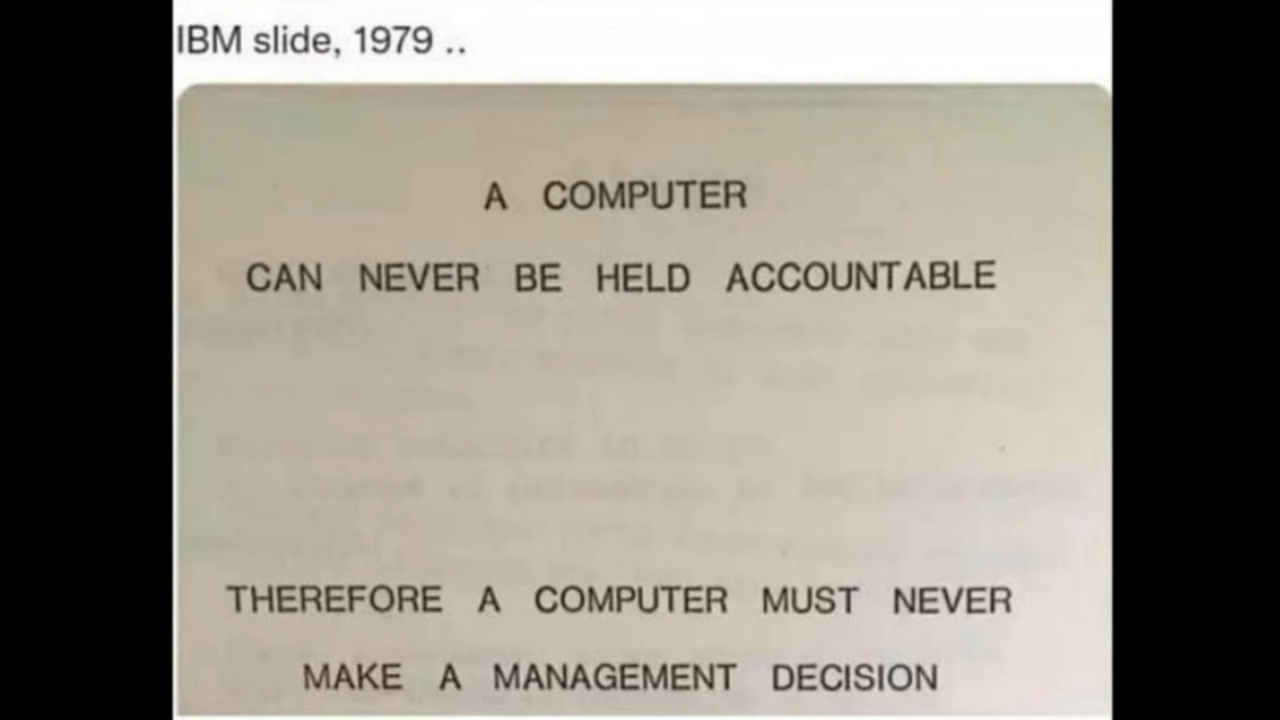 IBM slide, 1979 ..
A COMPUTER
CAN NEVER BE HELD ACCOUNTABLE
THEREFORE A COMPUTER MUST NEVER
MAKE A MANAGEMENT DECISION